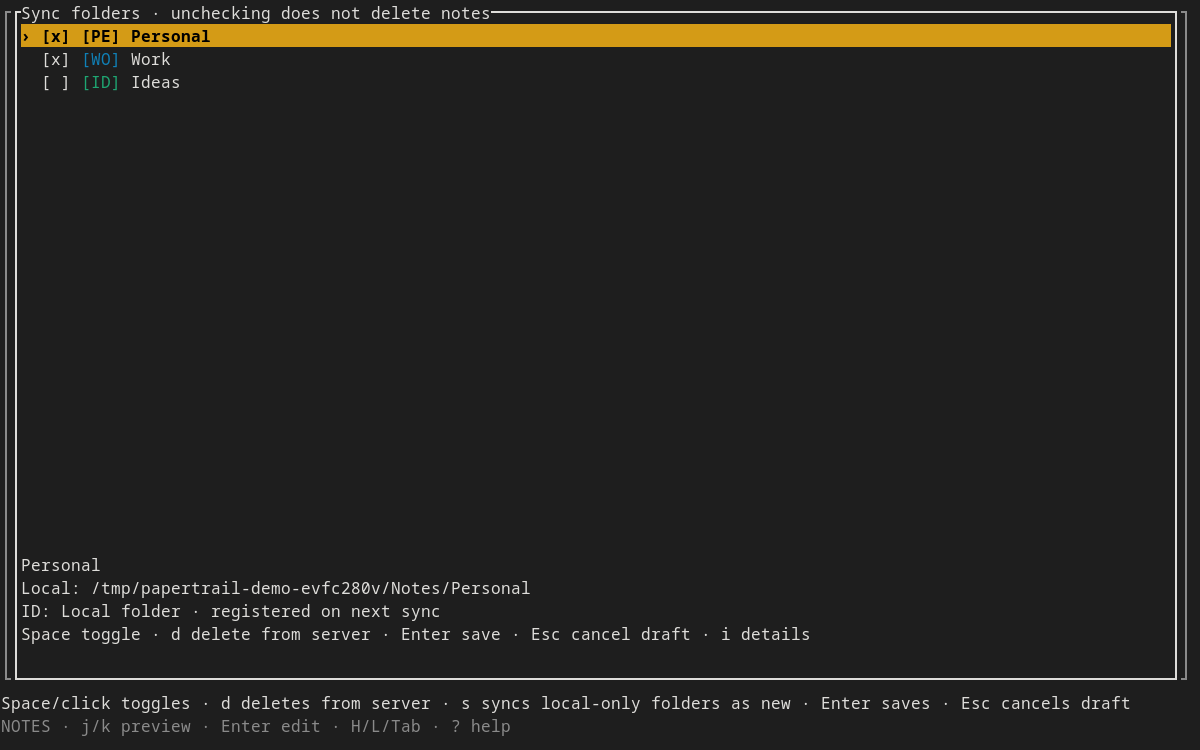 Sync folders · unchecking does not delete notes
› [x] [PE] Personal
[x] [WO] Work
[ ] [ID] Ideas
Personal
Local: /tmp/papertrail-demo-evfc280v/Notes/Personal
ID: Local folder · registered on next sync
Space toggle · d delete from server · Enter save · Esc cancel draft · i details
Space/click toggles · d deletes from server · s syncs local-only folders as new · Enter saves · Esc cancels draft
NOTES · j/k preview · Enter edit · H/L/Tab · ? help